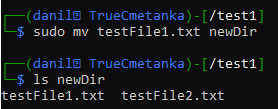 ┌──(danil㉿ TrueCmetanka)-[/test1]
└─$ sudo mv testFile1.txt newDir
┌──(danil㉿ TrueCmetanka)-[/test1]
└─$ ls newDir
testFile1.txt  testFile2.txt